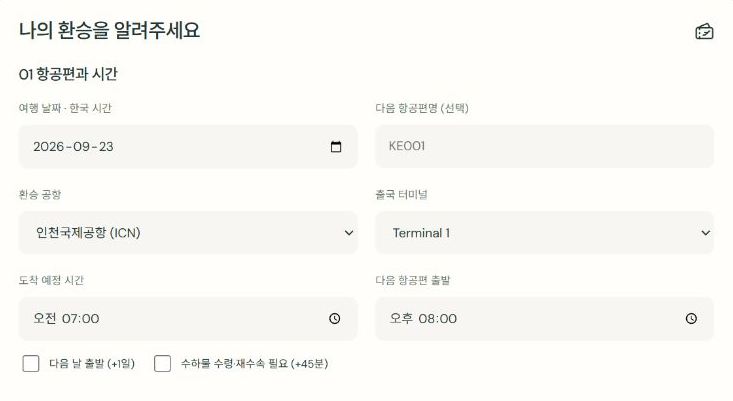 나의 환승을 알려주세요
01 항공편과 시간
여행 날짜 · 한국 시간
다음 항공편명 (선택)
2026-09-23
KE001
환승 공항
출국 터미널
인천국제공항 (ICN)
Terminal 1
도착 예정 시간
다음 항공편 출발
오전 07:00
오후 08:00
다음 날 출발 (+1일)
수하물 수령·재수속 필요 (+45분)